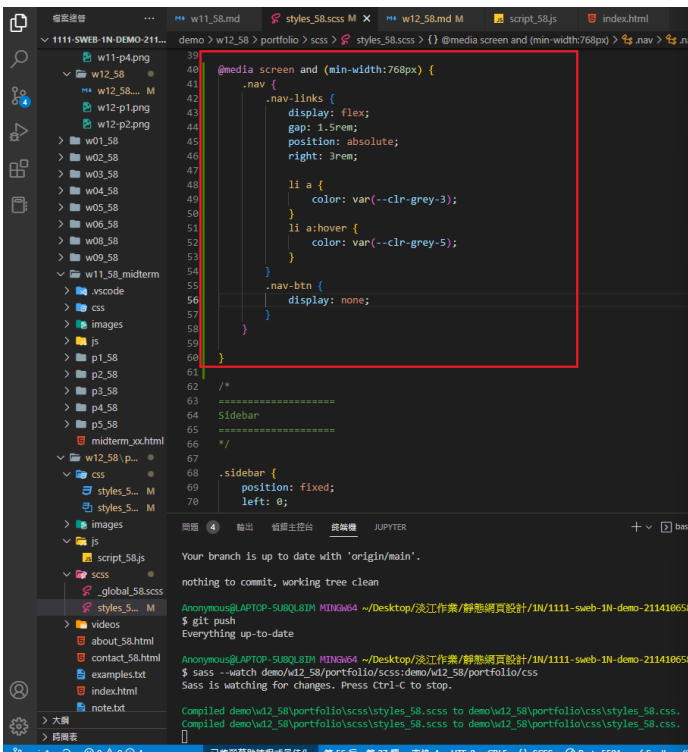 檔案總管 ...
w11_58.md styles_58.scss M w12_58.md M script_58.js index.html
1111-SWEB-1N-DEMO-211...
demo > w12_58 > portfolio > scss > styles_58.scss > {} @media screen and (min-width:768px) > .nav >
w11-p4.png
w12_58
w12_58.... M
w12-p1.png
w12-p2.png
w01_58
w02_58
w03_58
w04_58
w05_58
w06_58
w08_58
w09_58
w11_58_midterm
.vscode
css
images
js
p1_58
p2_58
p3_58
p4_58
p5_58
midterm_xx.html
w12_58\p...
css
styles_5... M
styles_5... M
images
js
script_58.js
scss
_global_58.scss
styles_5... M
videos
about_58.html
contact_58.html
examples.txt
index.html
note.txt
大綱
時間表
39
40 @media screen and (min-width:768px) {
41 .nav {
42 .nav-links {
43 display: flex;
44 gap: 1.5rem;
45 position: absolute;
46 right: 3rem;
47
48 li a {
49 color: var(--clr-grey-3);
50 }
51 li a:hover {
52 color: var(--clr-grey-5);
53 }
54 }
55 .nav-btn {
56 display: none;
57 }
58 }
59
60 }
61
62 /*
63 ====================
64 Sidebar
65 ====================
66 */
67
68 .sidebar {
69 position: fixed;
70 left: 0;
問題 4 輸出 偵錯主控台 終端機 JUPYTER
Your branch is up to date with 'origin/main'.
nothing to commit, working tree clean
Anonymous@LAPTOP-5U8QL8IM MINGW64 ~/Desktop/淡江作業/靜態網頁設計/1N/1111-sweb-1N-demo-211410658
$ git push
Everything up-to-date
Anonymous@LAPTOP-5U8QL8IM MINGW64 ~/Desktop/淡江作業/靜態網頁設計/1N/1111-sweb-1N-demo-211410658
$ sass --watch demo/w12_58/portfolio/scss:demo/w12_58/portfolio/css
Sass is watching for changes. Press Ctrl-C to stop.
Compiled demo\w12_58\portfolio\scss\styles_58.scss to demo\w12_58\portfolio\css\styles_58.css.
Compiled demo\w12_58\portfolio\scss\styles_58.scss to demo\w12_58\portfolio\css\styles_58.css.